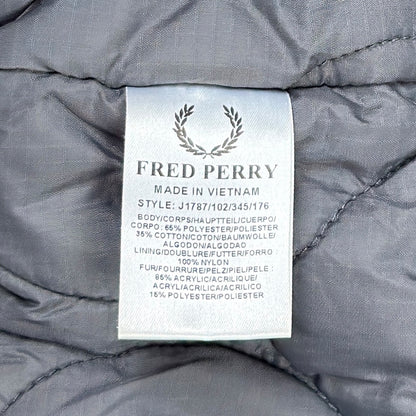 FRED PERRY
MADE IN VIETNAM
STYLE: J1787/102/345/176
BODY/CORPS/HAUPTTEIL/CUERPO/
CORPO: 65% POLYESTER/POLIESTER
35% COTTON/COTON/BAUMWOLLE/
ALGODON/ALGODAO
LINING/DOUBLURE/FUTTER/FORRO :
100% NYLON
FUR/FOURRURE/PELZ/PIEL/PELE :
85% ACRYLIC/ACRILIQUE/
ACRYL/ACRILICA/ACRILICO
15% POLYESTER/POLIESTER